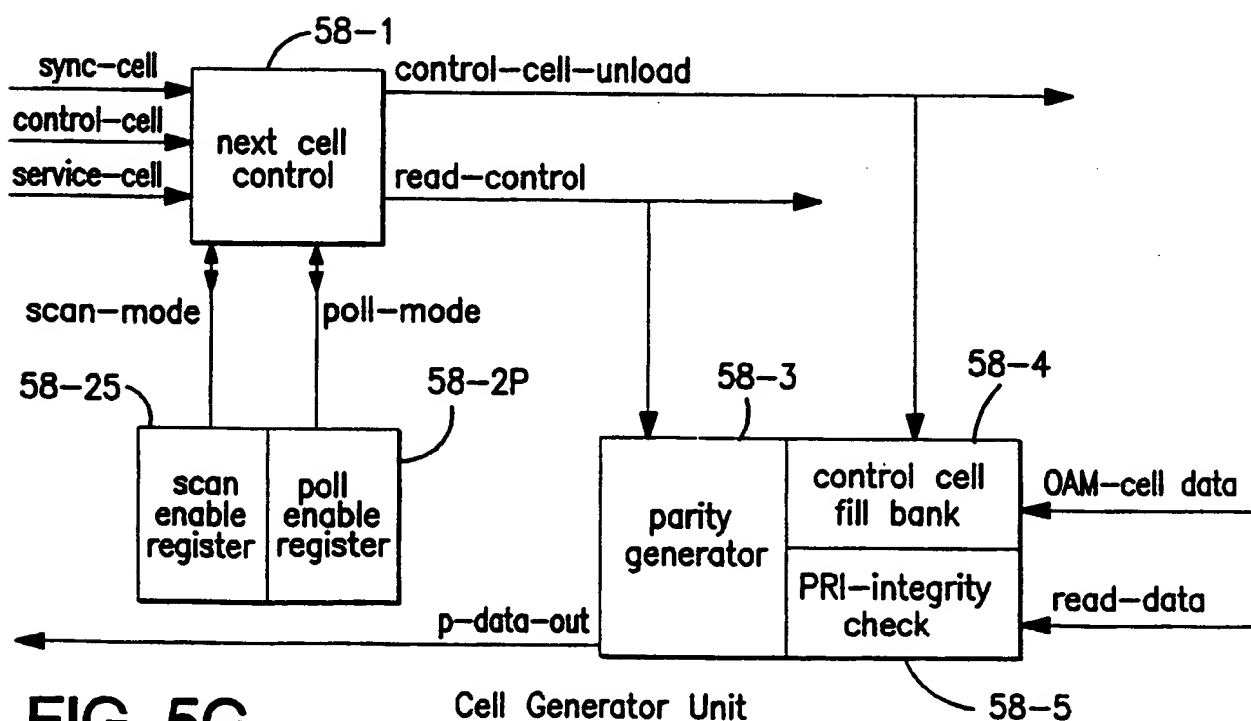 58-1
sync-cell
control-cell-unload
control-cell
next cell
control
service-cell
read-control
scan-mode
poll-mode
58-25
58-2P
58-3
58-4
scan
enable
register
poll
enable
register
parity
generator
control cell
fill bank
OAM-cell data
PRI-integrity
check
read-data
p-data-out
58-5
FIG. 5C
Cell Generator Unit